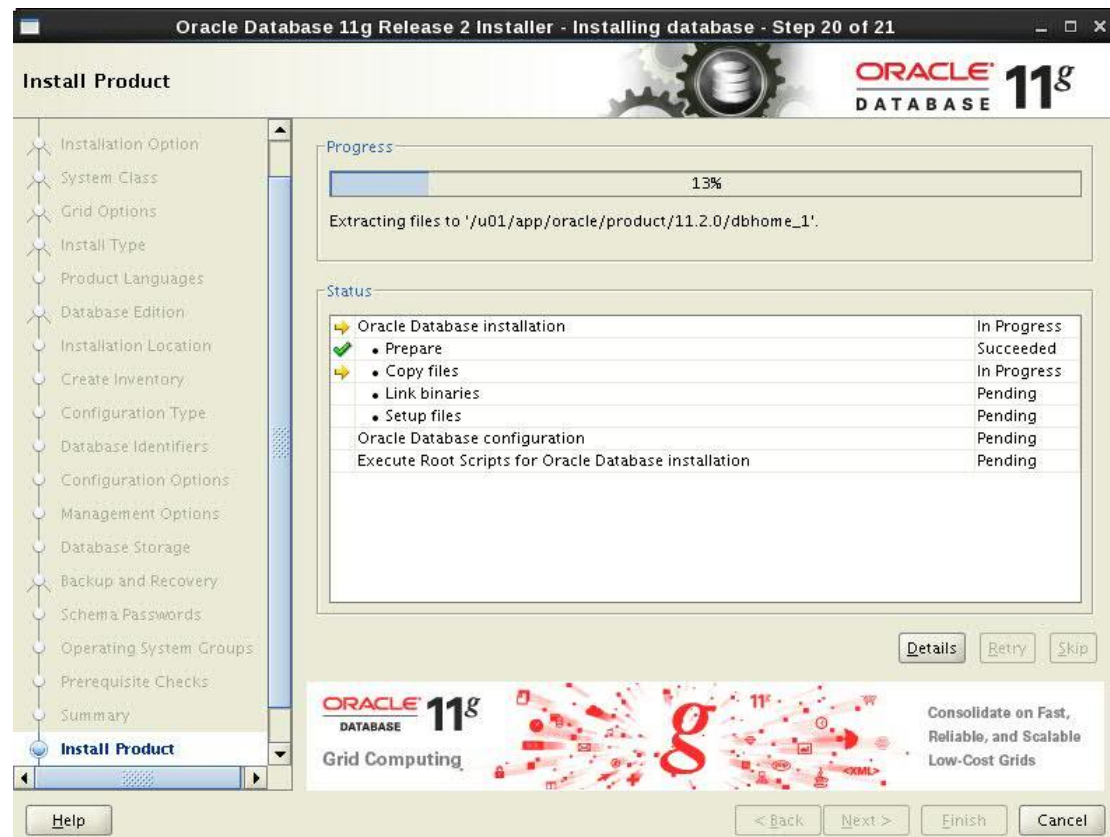 Oracle Database 11g Release 2 Installer - Installing database - Step 20 of 21
Install Product
ORACLE 11g
DATABASE
Installation Option
System Class
Grid Options
Install Type
Product Languages
Database Edition
Installation Location
Create Inventory
Configuration Type
Database Identifiers
Configuration Options
Management Options
Database Storage
Backup and Recovery
Schema Passwords
Operating System Groups
Prerequisite Checks
Summary
Install Product
Progress
13%
Extracting files to '/u01/app/oracle/product/11.2.0/dbhome_1'.
Status
Oracle Database installation In Progress
• Prepare Succeeded
• Copy files In Progress
• Link binaries Pending
• Setup files Pending
Oracle Database configuration Pending
Execute Root Scripts for Oracle Database installation Pending
Details Retry Skip
ORACLE 11g
DATABASE
Grid Computing
g
11g
<XML>
Consolidate on Fast,
Reliable, and Scalable
Low-Cost Grids
Help < Back Next > Finish Cancel